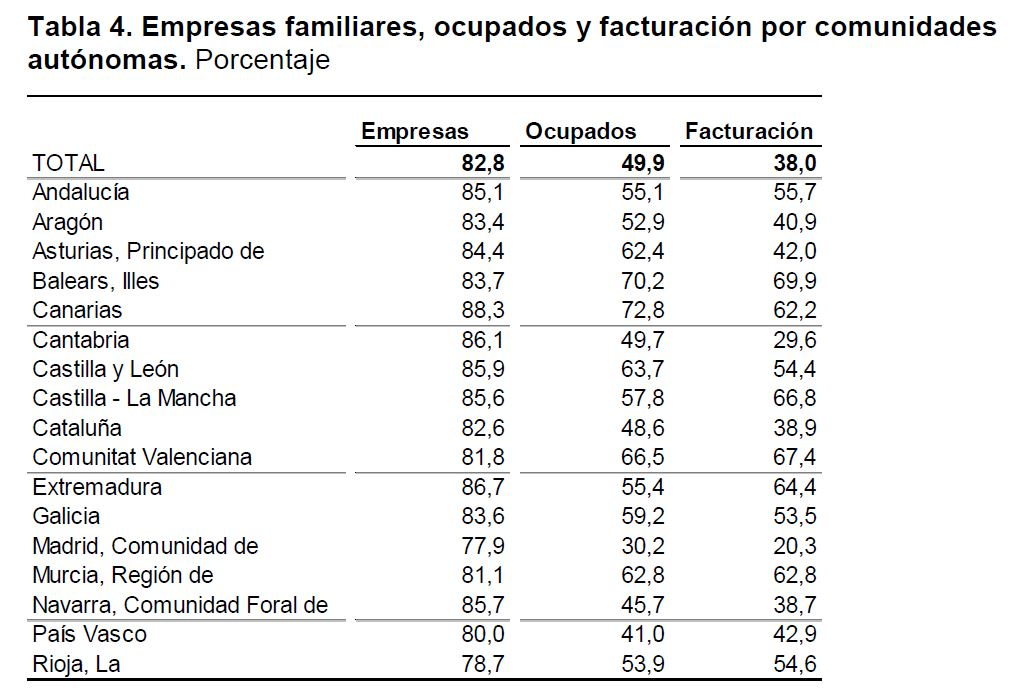 Tabla 4. Empresas familiares, ocupados y facturación por comunidades
autónomas. Porcentaje
Empresas Ocupados Facturación
TOTAL 82,8 49,9 38,0
Andalucía 85,1 55,1 55,7
Aragón 83,4 52,9 40,9
Asturias, Principado de 84,4 62,4 42,0
Balears, Illes 83,7 70,2 69,9
Canarias 88,3 72,8 62,2
Cantabria 86,1 49,7 29,6
Castilla y León 85,9 63,7 54,4
Castilla - La Mancha 85,6 57,8 66,8
Cataluña 82,6 48,6 38,9
Comunitat Valenciana 81,8 66,5 67,4
Extremadura 86,7 55,4 64,4
Galicia 83,6 59,2 53,5
Madrid, Comunidad de 77,9 30,2 20,3
Murcia, Región de 81,1 62,8 62,8
Navarra, Comunidad Foral de 85,7 45,7 38,7
País Vasco 80,0 41,0 42,9
Rioja, La 78,7 53,9 54,6